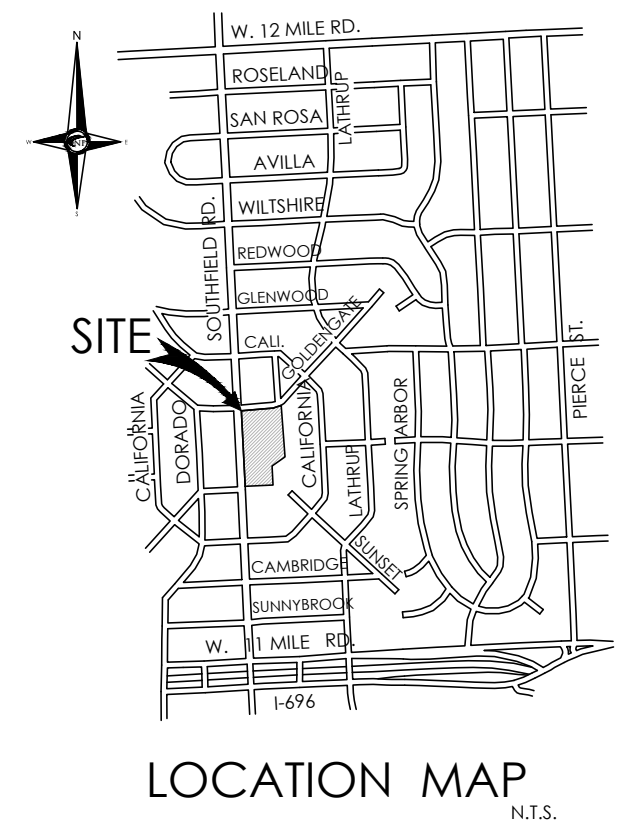 W. 12 MILE RD.
N
ROSELAND
LATHRUP
SAN ROSA
W
NF
E
AVILLA
WILTSHIRE
S
SOUTHFIELD RD.
REDWOOD
GLENWOOD
GOLDENGATE
SITE
CALI.
PIERCE ST.
CALIFORNIA
DORADO
CALIFORNIA
SPRING ARBOR
LATHRUP
SUNSET
CAMBRIDGE
SUNNYBROOK
W. 11 MILE RD.
I-696
LOCATION MAP
N.T.S.